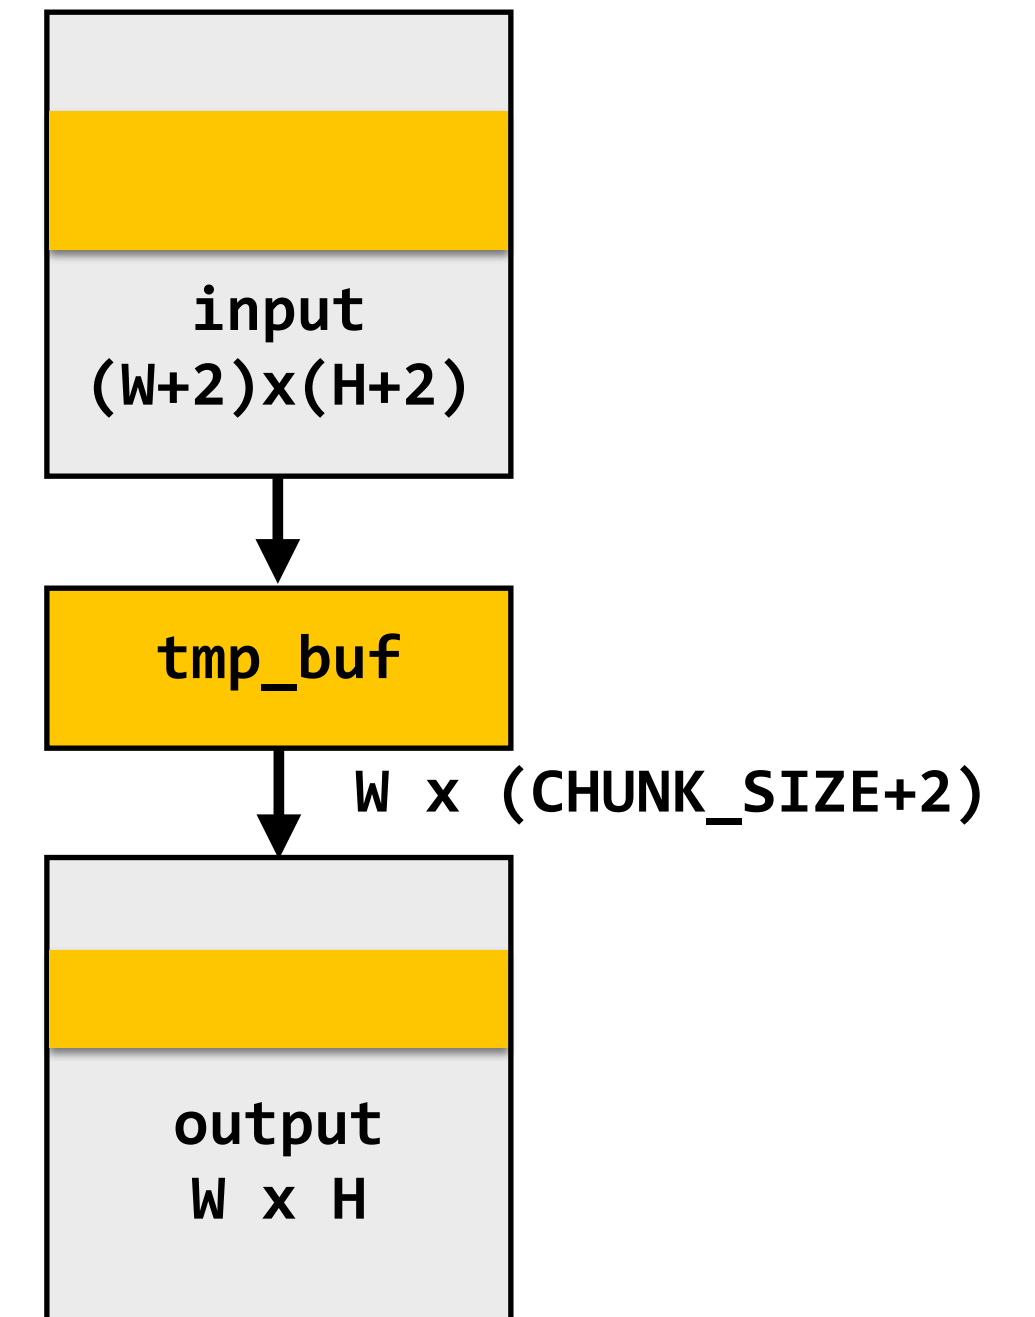 input
(W+2)x(H+2)
tmp_buf
W x (CHUNK_SIZE+2)
output
W x H